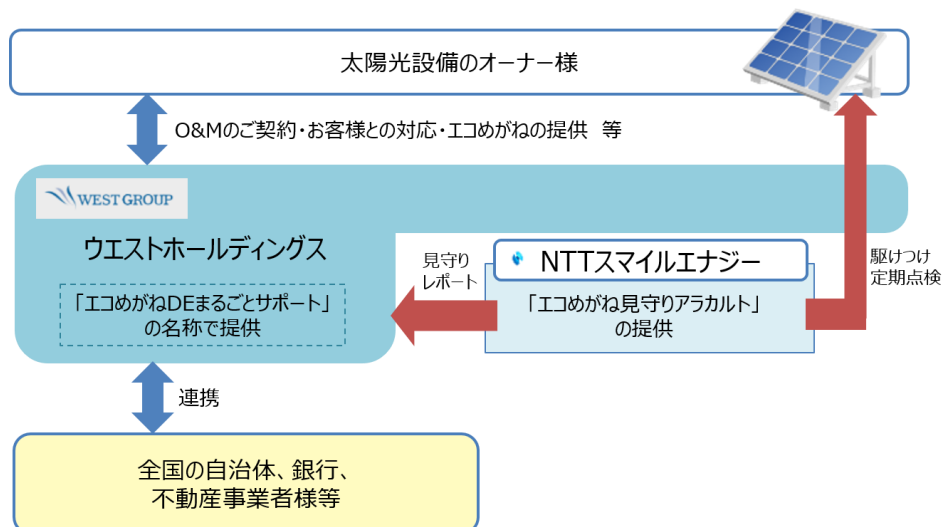 太陽光設備のオーナー様
O&Mのご契約・お客様との対応・エコめがねの提供　等
WEST GROUP
ウエストホールディングス
「エコめがねDEまるごとサポート」
の名称で提供
見守り
レポート
NTTスマイルエナジー
「エコめがね見守りアラカルト」
の提供
駆けつけ
定期点検
連携
全国の自治体、銀行、
不動産事業者様等